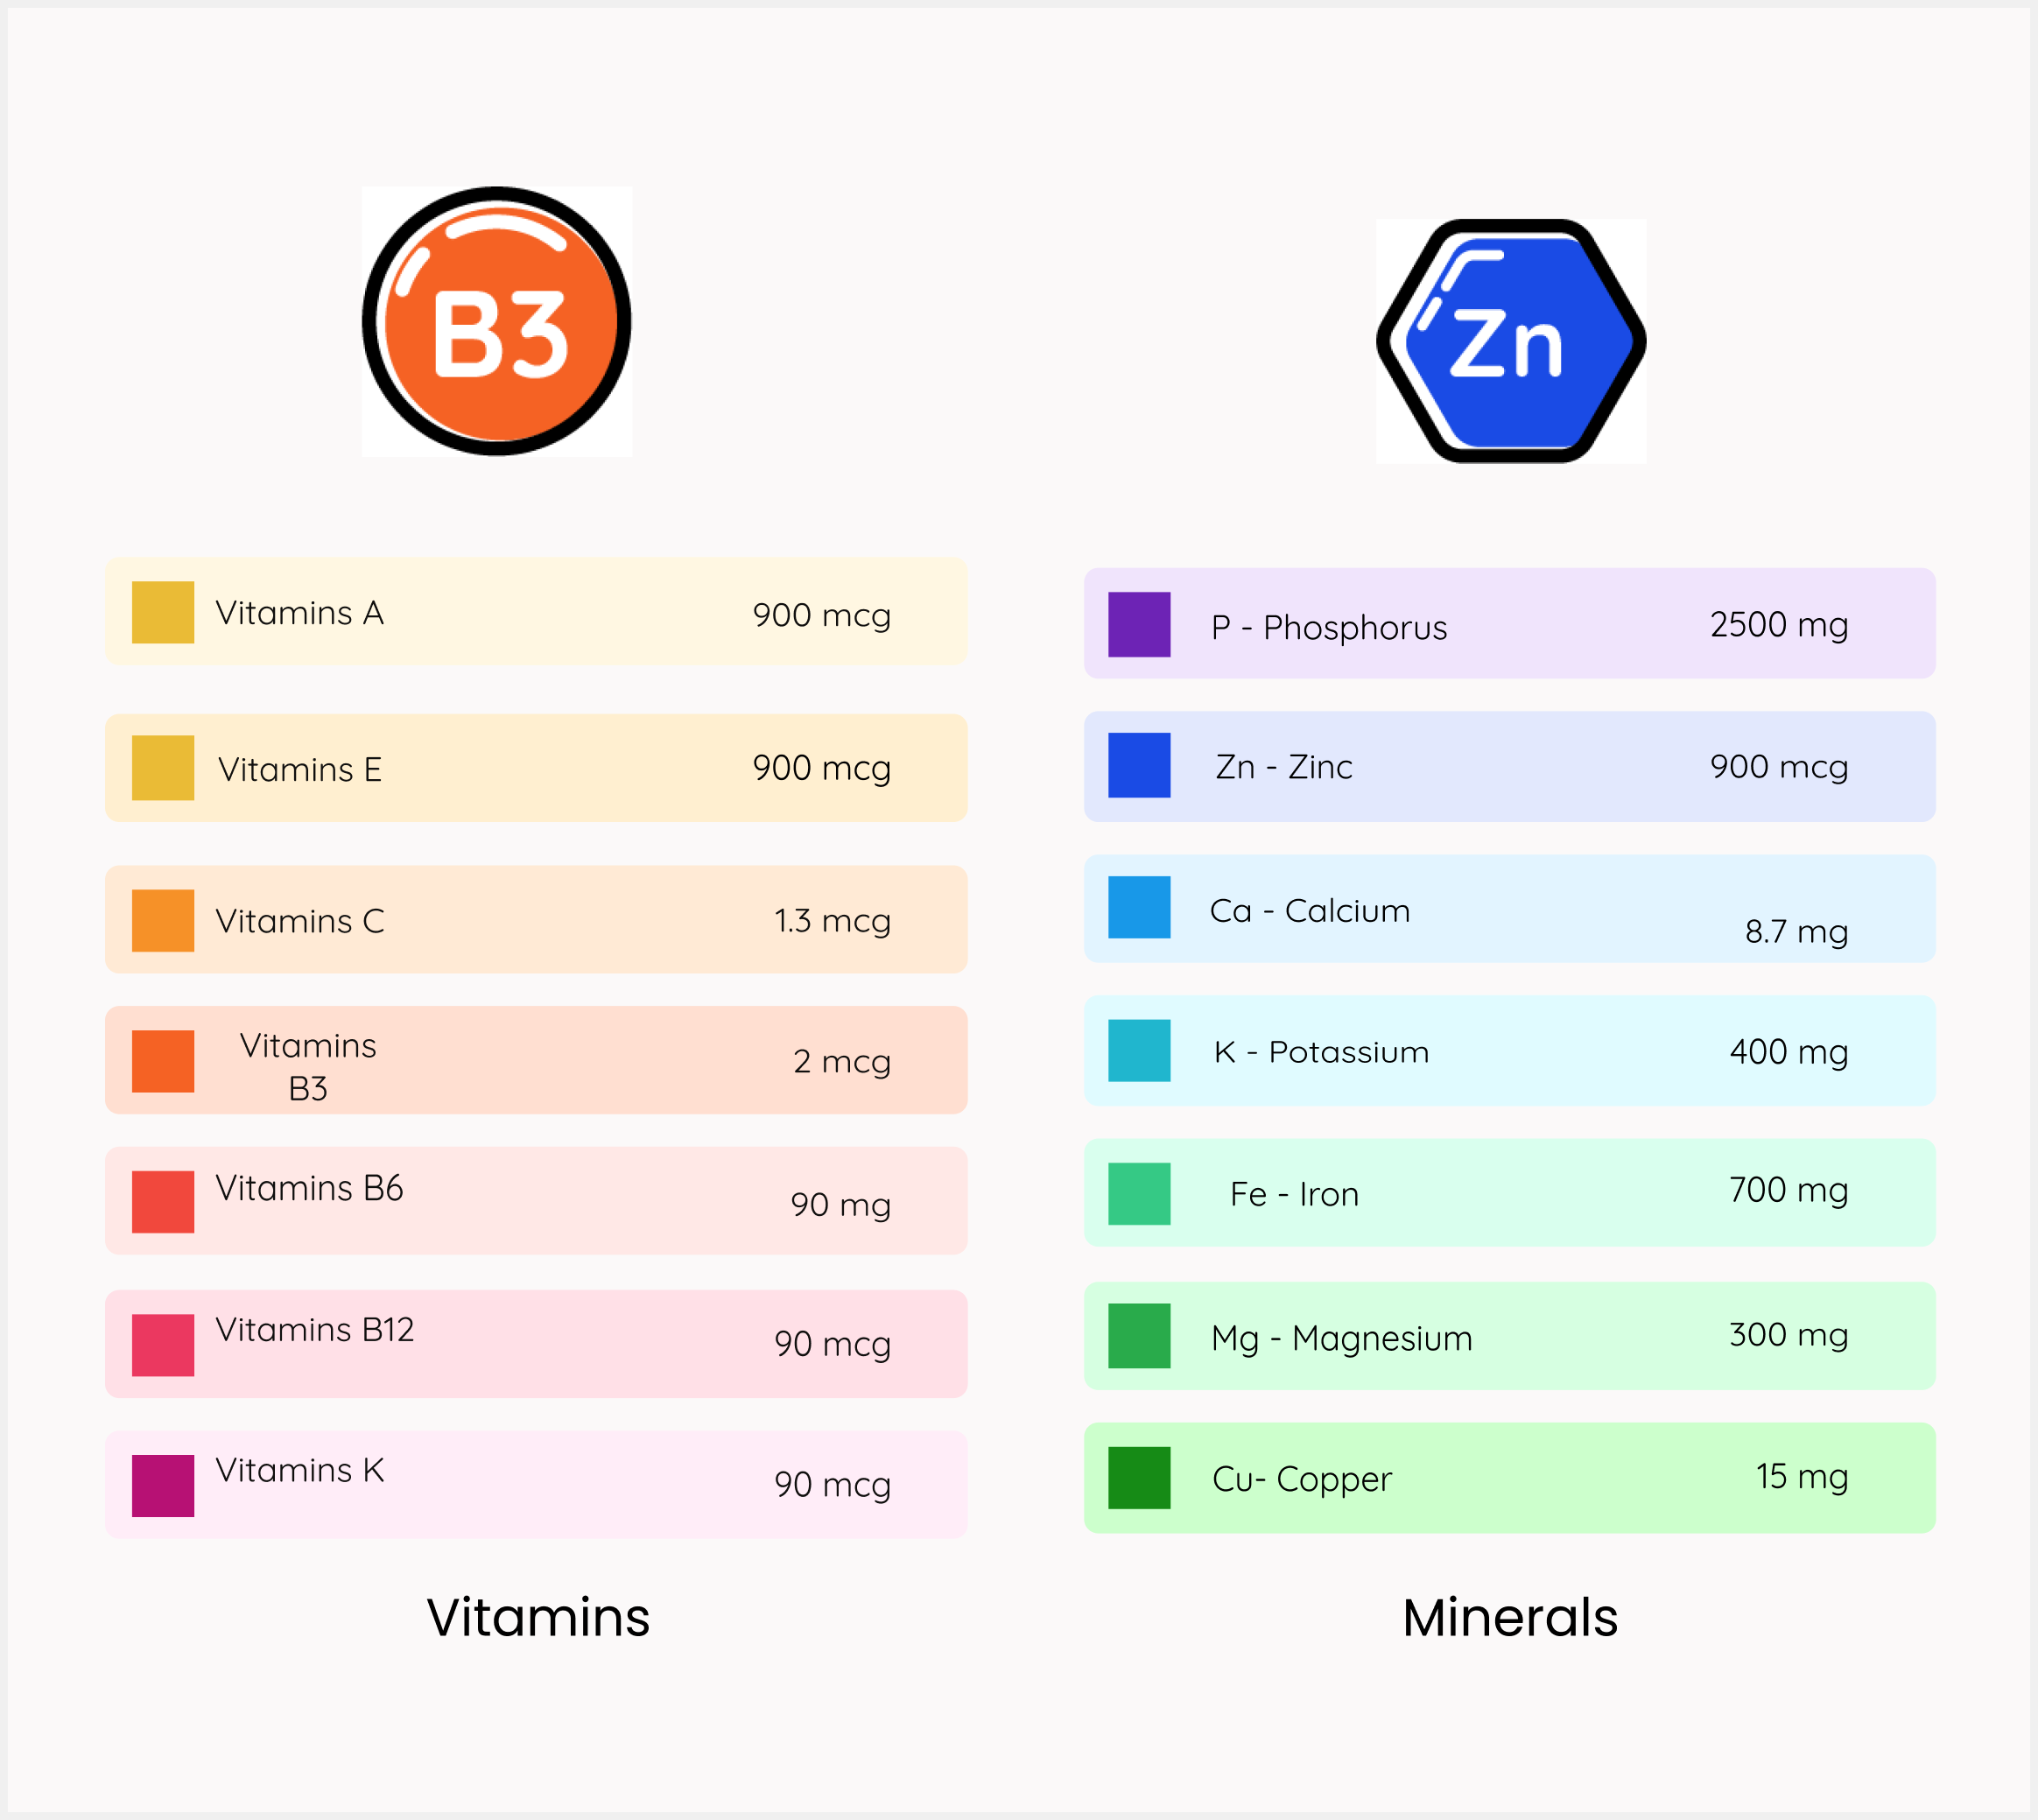 B3
Vitamins A 900 mcg
Vitamins E 900 mcg
Vitamins C 1.3 mcg
Vitamins
B3
2 mcg
Vitamins B6 90 mg
Vitamins B12 90 mcg
Vitamins K 90 mcg
Vitamins
Zn
P - Phosphorus 2500 mg
Zn - Zinc 900 mcg
Ca - Calcium 8.7 mg
K - Potassium 400 mg
Fe - Iron 700 mg
Mg - Magnesium 300 mg
Cu- Copper 15 mg
Minerals